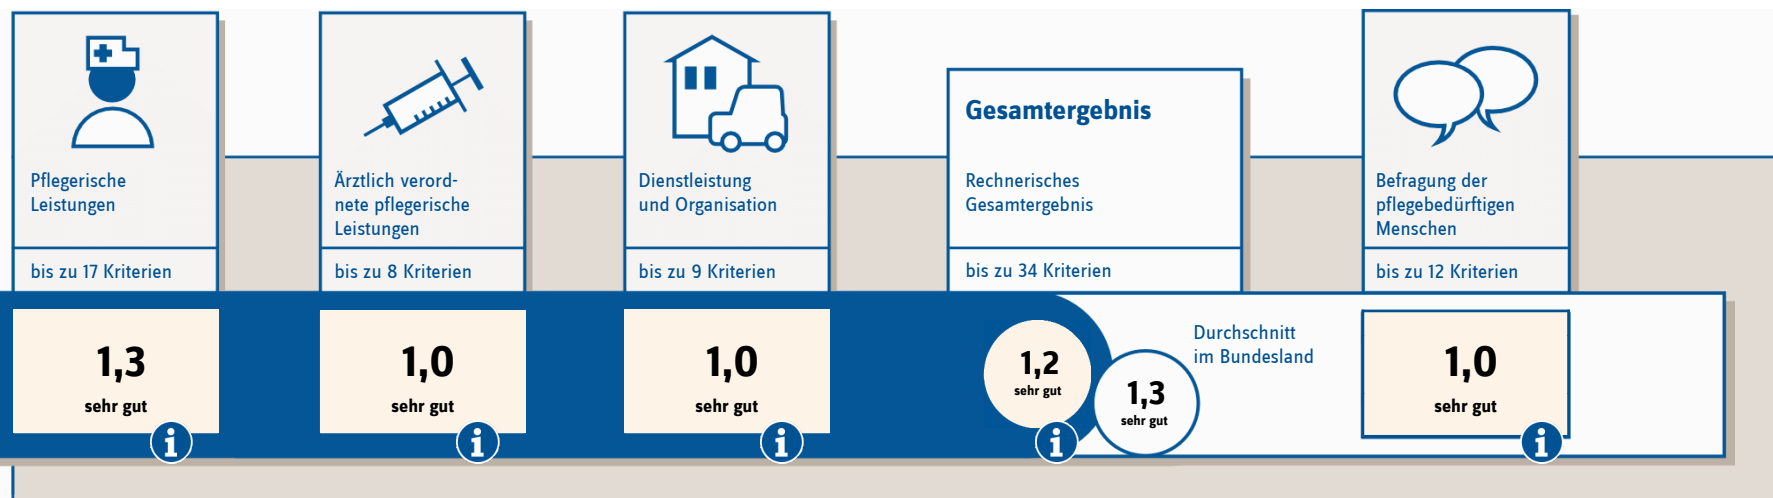 Pflegerische
Leistungen
bis zu 17 Kriterien
1,3
sehr gut
i
Ärztlich verord-
nete pflegerische
Leistungen
bis zu 8 Kriterien
1,0
sehr gut
i
Dienstleistung
und Organisation
bis zu 9 Kriterien
1,0
sehr gut
i
Gesamtergebnis
Rechnerisches
Gesamtergebnis
bis zu 34 Kriterien
1,2
sehr gut
i
1,3
sehr gut
Durchschnitt
im Bundesland
Befragung der
pflegebedürftigen
Menschen
bis zu 12 Kriterien
1,0
sehr gut
i